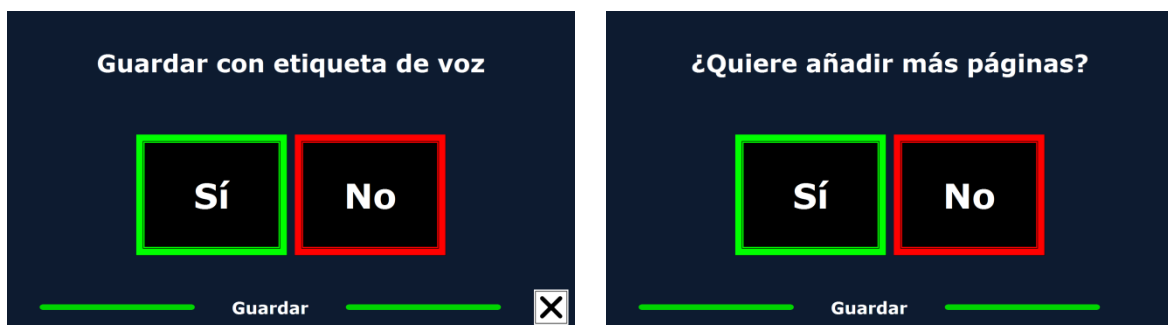 Guardar con etiqueta de voz
Sí No
Guardar
¿Quiere añadir más páginas?
Sí No
Guardar